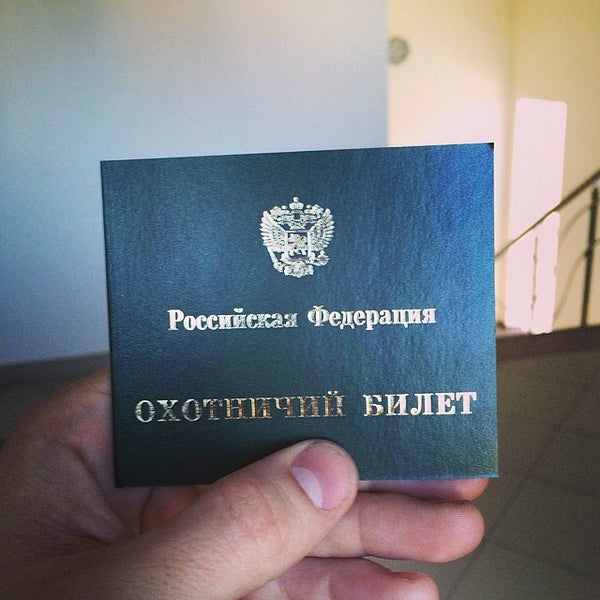 Российская Федерация
ОХОТНИЧИЙ БИЛЕТ